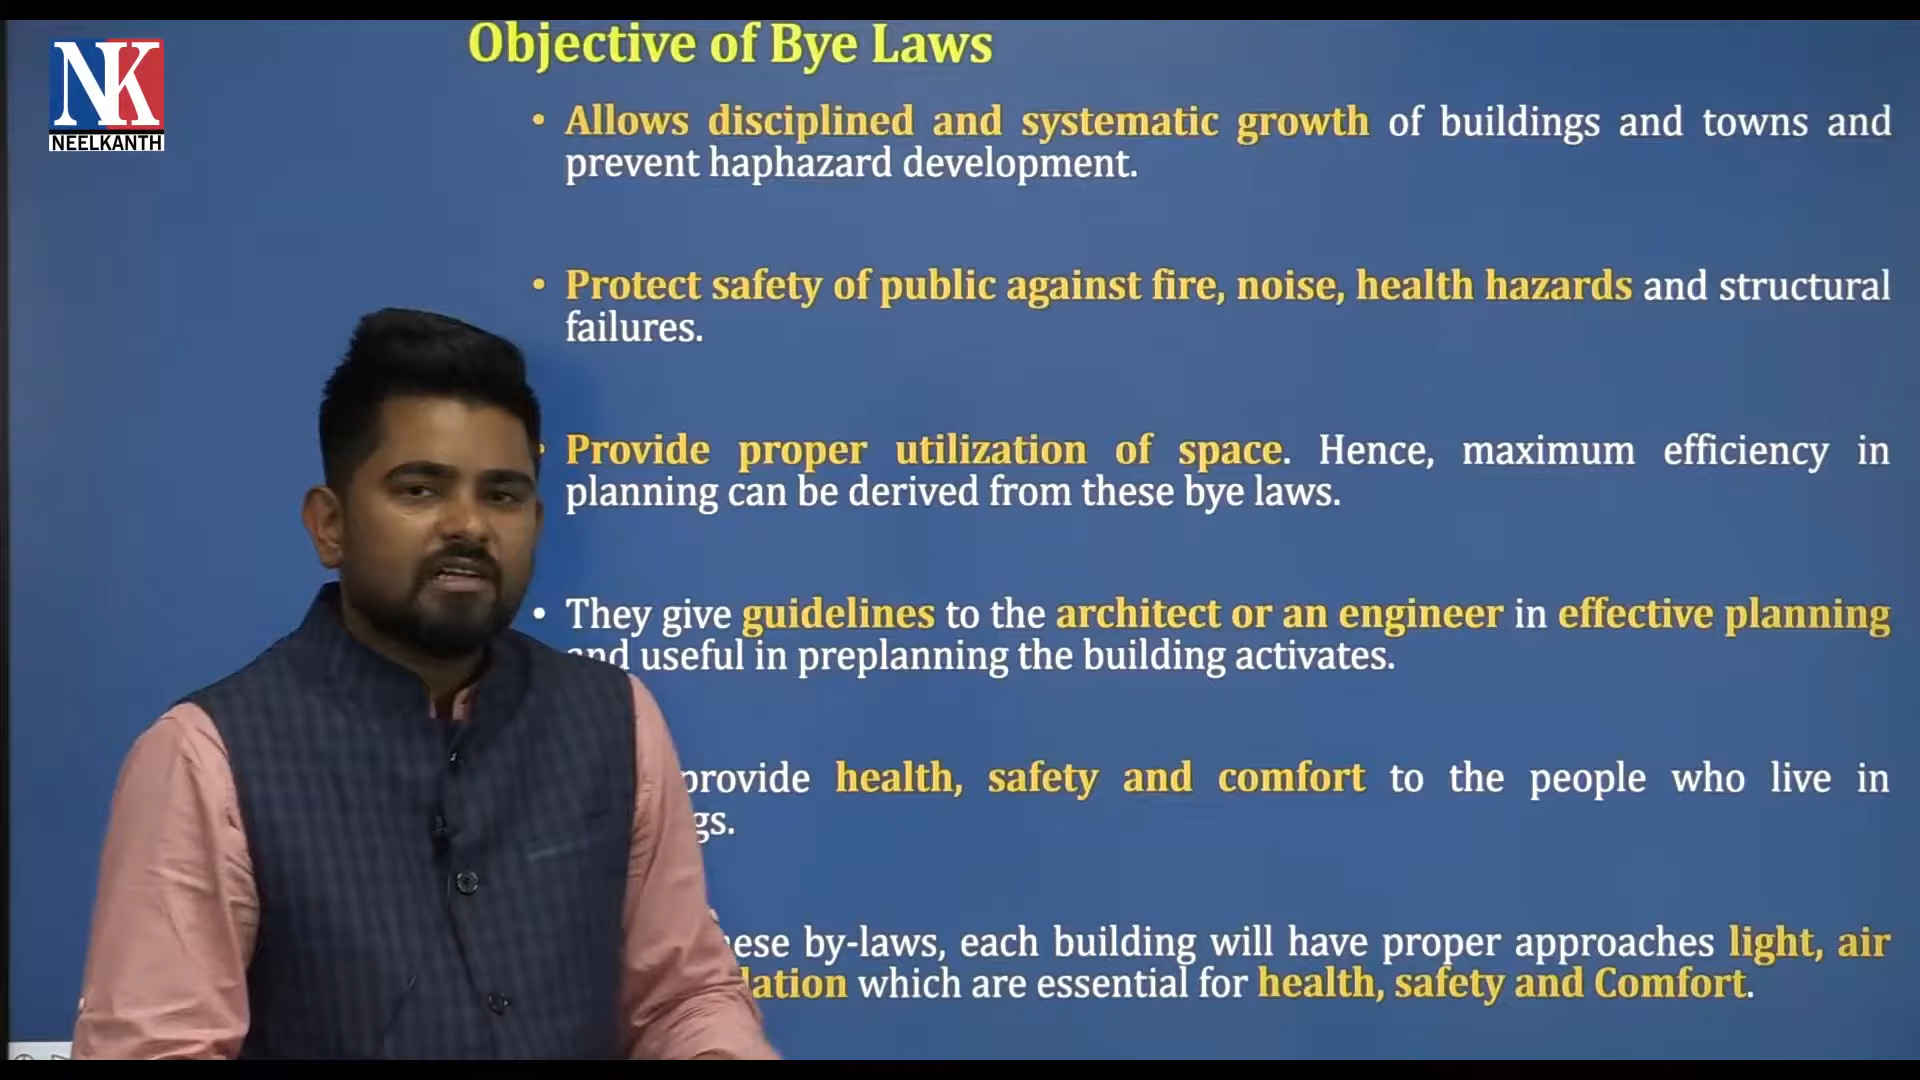 NK
NEELKANTH
Objective of Bye Laws
• Allows disciplined and systematic growth of buildings and towns and
prevent haphazard development.
• Protect safety of public against fire, noise, health hazards and structural
failures.
• Provide proper utilization of space. Hence, maximum efficiency in
planning can be derived from these bye laws.
• They give guidelines to the architect or an engineer in effective planning
and useful in preplanning the building activates.
provide health, safety and comfort to the people who live in
by-laws, each building will have proper approaches light, air
which are essential for health, safety and Comfort.